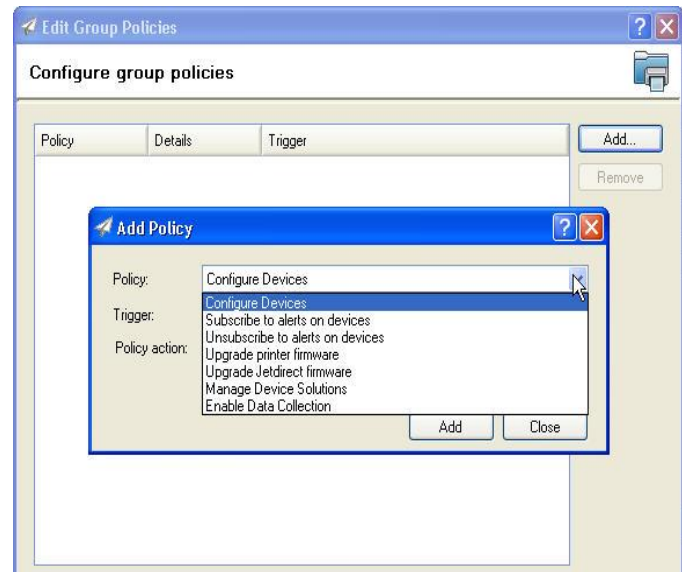 Edit Group Policies
Configure group policies
Policy Details Trigger
Add...
Remove
Add Policy
Policy: Configure Devices
Configure Devices
Trigger:
Subscribe to alerts on devices
Unsubscribe to alerts on devices
Policy action:
Upgrade printer firmware
Upgrade Jetdirect firmware
Manage Device Solutions
Enable Data Collection
Add Close